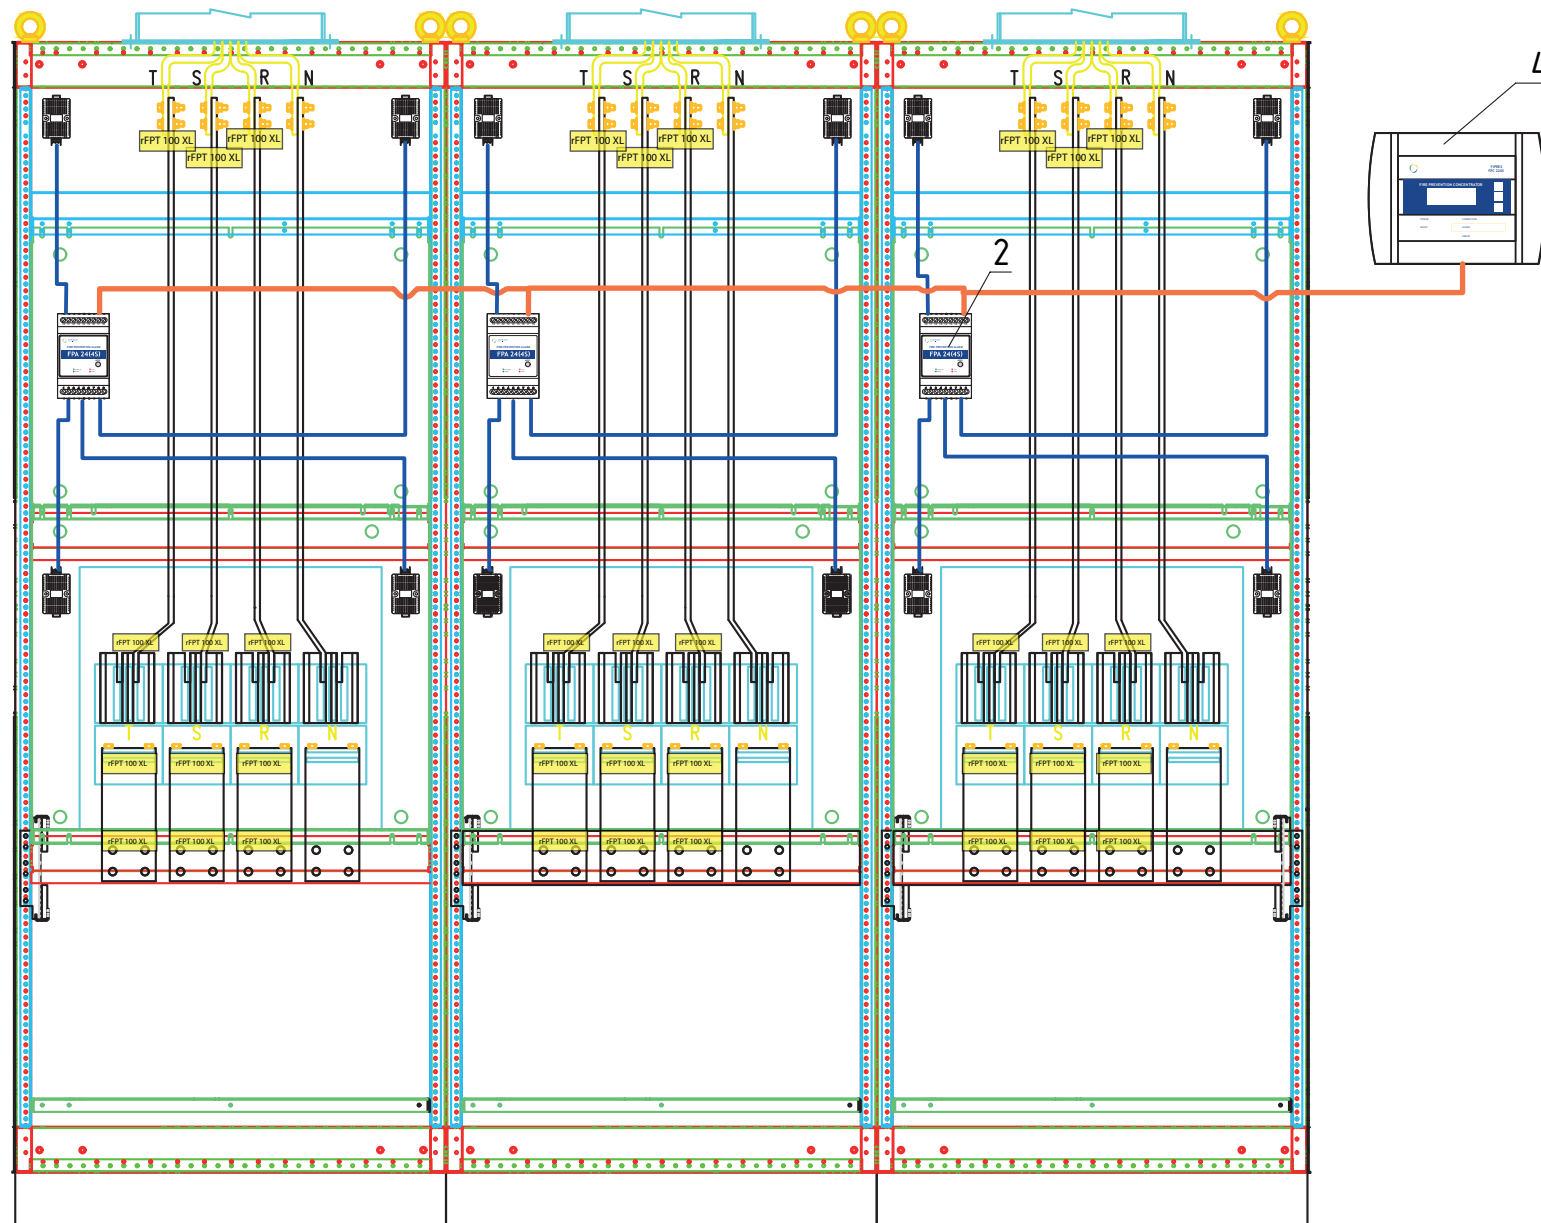 4
T S R N T S R N T S R N
rFPT 100 XL rFPT 100 XL rFPT 100 XL rFPT 100 XL rFPT 100 XL rFPT 100 XL
rFPT 100 XL rFPT 100 XL rFPT 100 XL
FIRE PREVENTION CONCENTRATOR
2
FPA 24(4S) FPA 24(4S) FPA 24(4S)
rFPT 100 XL rFPT 100 XL rFPT 100 XL rFPT 100 XL rFPT 100 XL rFPT 100 XL rFPT 100 XL rFPT 100 XL rFPT 100 XL
T S R N T S R N T S R N
rFPT 100 XL rFPT 100 XL rFPT 100 XL rFPT 100 XL rFPT 100 XL rFPT 100 XL rFPT 100 XL rFPT 100 XL rFPT 100 XL
rFPT 100 XL rFPT 100 XL rFPT 100 XL rFPT 100 XL rFPT 100 XL rFPT 100 XL rFPT 100 XL rFPT 100 XL rFPT 100 XL